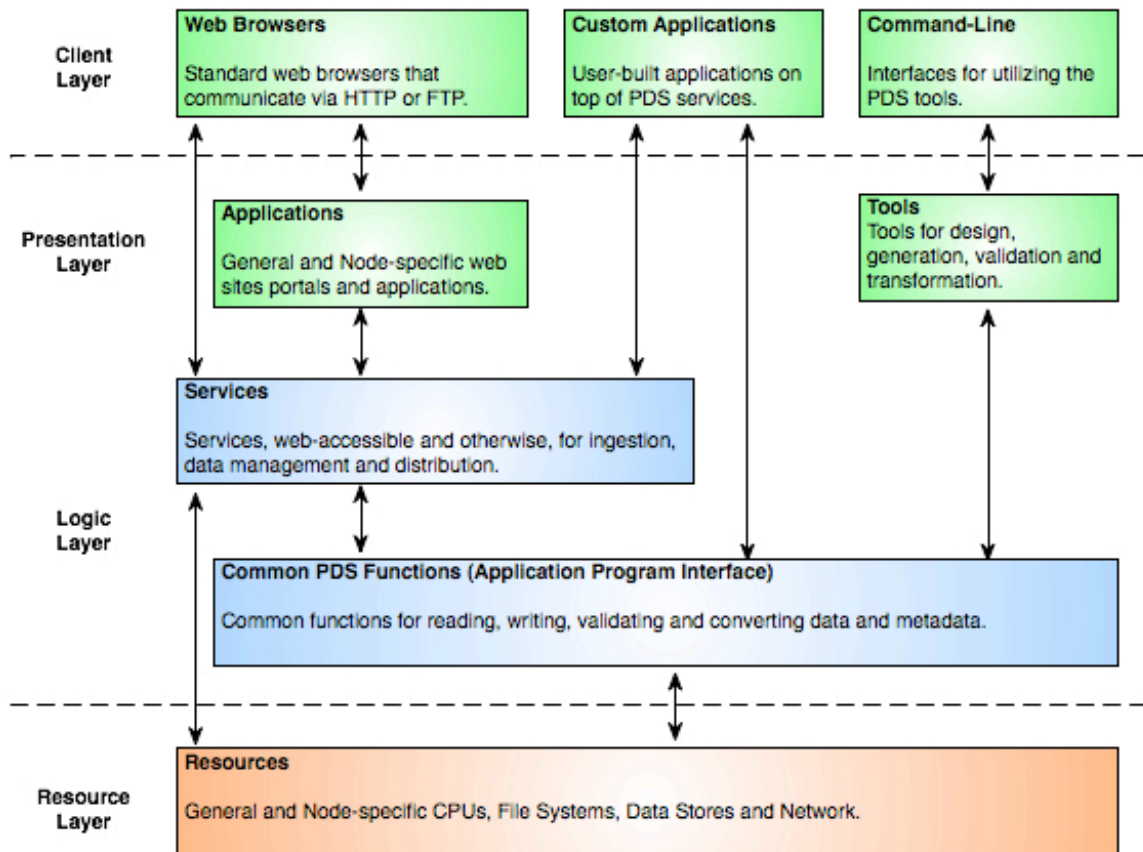 Client
Layer
Web Browsers
Standard web browsers that
communicate via HTTP or FTP.
Custom Applications
User-built applications on
top of PDS services.
Command-Line
Interfaces for utilizing the
PDS tools.
Presentation
Layer
Applications
General and Node-specific web
sites portals and applications.
Tools
Tools for design,
generation, validation and
transformation.
Logic
Layer
Services
Services, web-accessible and otherwise, for ingestion,
data management and distribution.
Common PDS Functions (Application Program Interface)
Common functions for reading, writing, validating and converting data and metadata.
Resource
Layer
Resources
General and Node-specific CPUs, File Systems, Data Stores and Network.